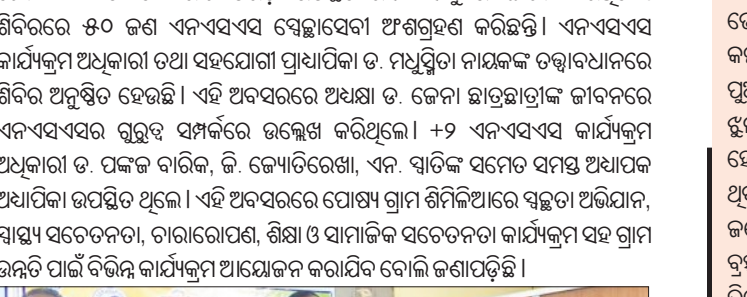 ଶିବିରରେ ୫୦ ଜଣ ଏନଏସଏସ ସ୍ବେଚ୍ଛାସେବୀ ଅଂଶଗ୍ରହଣ କରିଛନ୍ତି। ଏନଏସଏସ
କାର୍ଯ୍ୟକ୍ରମ ଅଧିକାରୀ ତଥା ସହଯୋଗୀ ପ୍ରାଧ୍ୟାପିକା ଡ. ମଧୁସ୍ମିତା ନାୟକଙ୍କ ତତ୍ତ୍ୱାବଧାନରେ
ଶିବିର ଅନୁଷ୍ଠିତ ହେଉଛି। ଏହି ଅବସରରେ ଅଧ୍ୟକ୍ଷା ଡ. ଜେନା ଛାତ୍ରଛାତ୍ରୀଙ୍କ ଜୀବନରେ
ଏନଏସଏସର ଗୁରୁତ୍ୱ ସମ୍ପର୍କରେ ଉଲ୍ଲେଖ କରିଥିଲେ। +୨ ଏନଏସଏସ କାର୍ଯ୍ୟକ୍ରମ
ଅଧିକାରୀ ଡ. ପଙ୍କଜ ବାରିକ, ଜି. ଜ୍ୟୋତିରେଖା, ଏନ. ସ୍ବାତିଙ୍କ ସମେତ ସମସ୍ତ ଅଧ୍ୟାପକ
ଅଧ୍ୟାପିକା ଉପସ୍ଥିତ ଥିଲେ। ଏହି ଅବସରରେ ପୋଷ୍ୟ ଗ୍ରାମ ଶିମିଳିଆରେ ସ୍ବଚ୍ଛତା ଅଭିଯାନ,
ସ୍ବାସ୍ଥ୍ୟ ସଚେତନତା, ଚାରାରୋପଣ, ଶିକ୍ଷା ଓ ସାମାଜିକ ସଚେତନତା କାର୍ଯ୍ୟକ୍ରମ ସହ ଗ୍ରାମ
ଉନ୍ନତି ପାଇଁ ବିଭିନ୍ନ କାର୍ଯ୍ୟକ୍ରମ ଆୟୋଜନ କରାଯିବ ବୋଲି ଜଣାପଡ଼ିଛି।